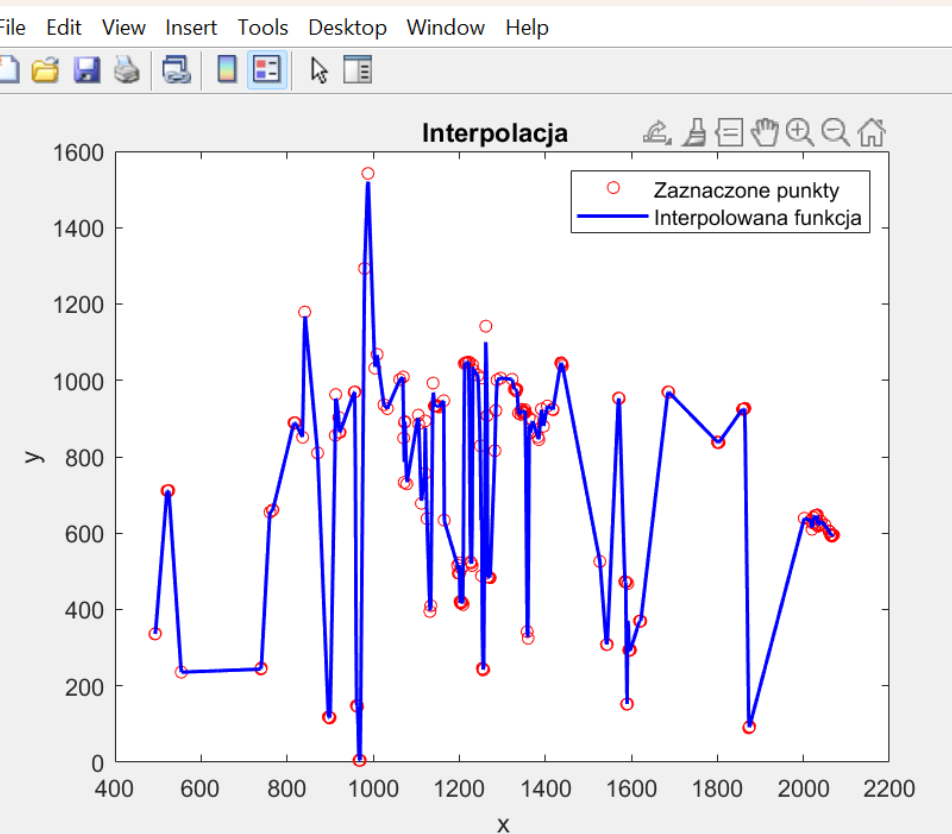 File Edit View Insert Tools Desktop Window Help
Interpolacja
Zaznaczone punkty
Interpolowana funkcja
1600
1400
1200
1000
800
600
400
200
0
y
400 600 800 1000 1200 1400 1600 1800 2000 2200
x